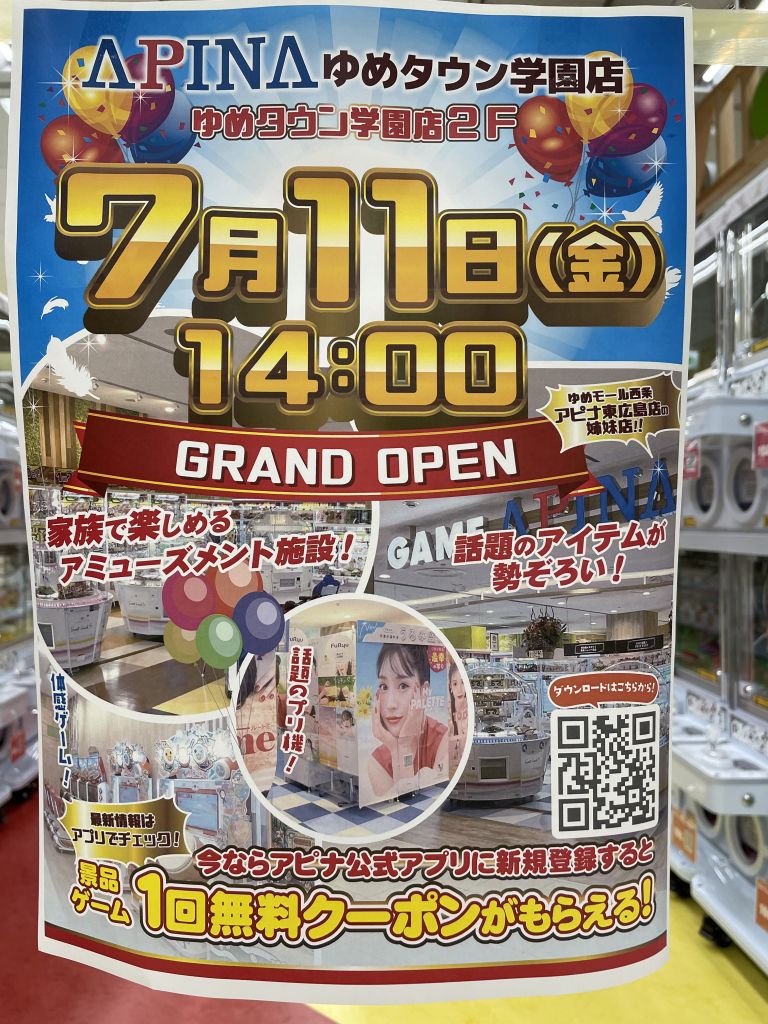 APINA ゆめタウン学園店
ゆめタウン学園店2F
7月11日(金)
14:00
ゆめモール西条
アピナ東広島店の
姉妹店!!
GRAND OPEN
家族で楽しめる
アミューズメント施設!
GAME APINA
話題のアイテムが
勢ぞろい!
体感ゲーム!
話題のプリ機!
FURYU
PALETTE
ダウンロードはこちらから!
最新情報は
アプリでチェック!
今ならアピナ公式アプリに新規登録すると
景品
ゲーム
1回無料クーポンがもらえる!